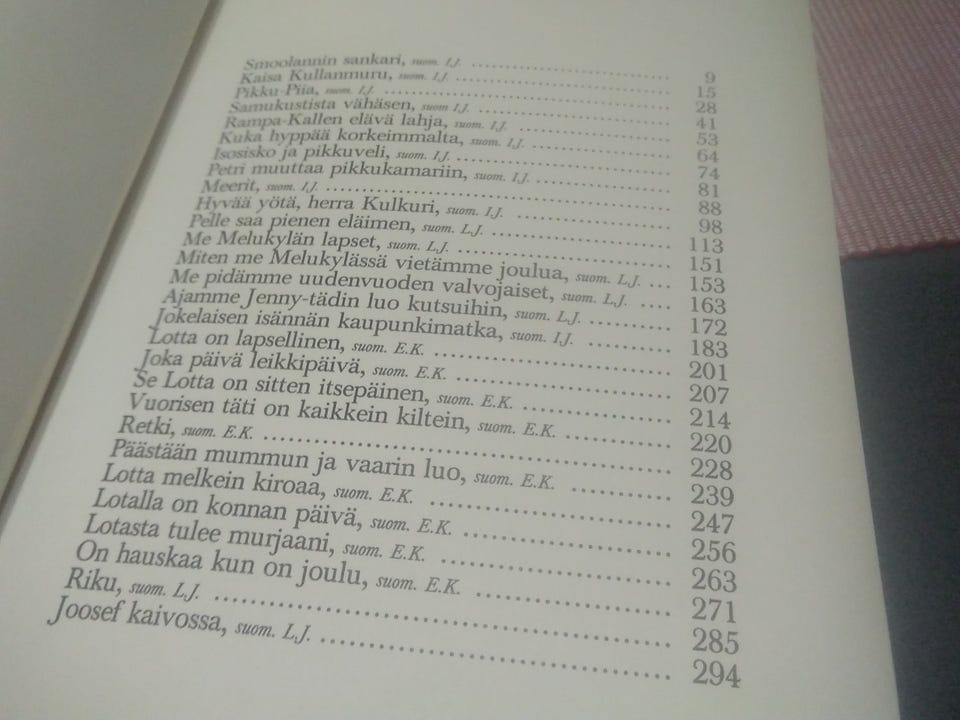 Smoolannin sankari, suom. I.J. .......... 9
Kaisa Kullanmuru, suom. I.J. .......... 15
Pikku-Piia, suom. I.J. .......... 28
Samukustista vähäsen, suom I.J. .......... 41
Rampa-Kallen elävä lahja, suom. I.J. .......... 53
Kuka hyppää korkeimmalta, suom. I.J. .......... 64
Isosisko ja pikkuveli, suom. I.J. .......... 74
Petri muuttaa pikkukamariin, suom. I.J. .......... 81
Meerit, suom. I.J. .......... 88
Hyvää yötä, herra Kulkuri, suom. I.J. .......... 98
Pelle saa pienen eläimen, suom. L.J. .......... 113
Me Melukylän lapset, suom. L.J. .......... 151
Miten me Melukylässä vietämme joulua, suom. L.J. ... 153
Me pidämme uudenvuoden valvojaiset, suom. L.J. .... 163
Ajamme Jenny-tädin luo kutsuihin, suom. L.J. .......... 172
Jokelaisen isännän kaupunkimatka, suom. I.J. .......... 183
Lotta on lapsellinen, suom. E.K. .......... 201
Joka päivä leikkipäivä, suom. E.K. .......... 207
Se Lotta on sitten itsepäinen, suom. E.K. .......... 214
Vuorisen täti on kaikkein kiltein, suom. E.K. .......... 220
Retki, suom. E.K. .......... 228
Päästään mummun ja vaarin luo, suom. E.K. .......... 239
Lotta melkein kiroaa, suom. E.K. .......... 247
Lotalla on konnan päivä, suom. E.K. .......... 256
Lotasta tulee murjaani, suom. E.K. .......... 263
On hauskaa kun on joulu, suom. E.K. .......... 271
Riku, suom. L.J. .......... 285
Joosef kaivossa, suom. L.J. .......... 294